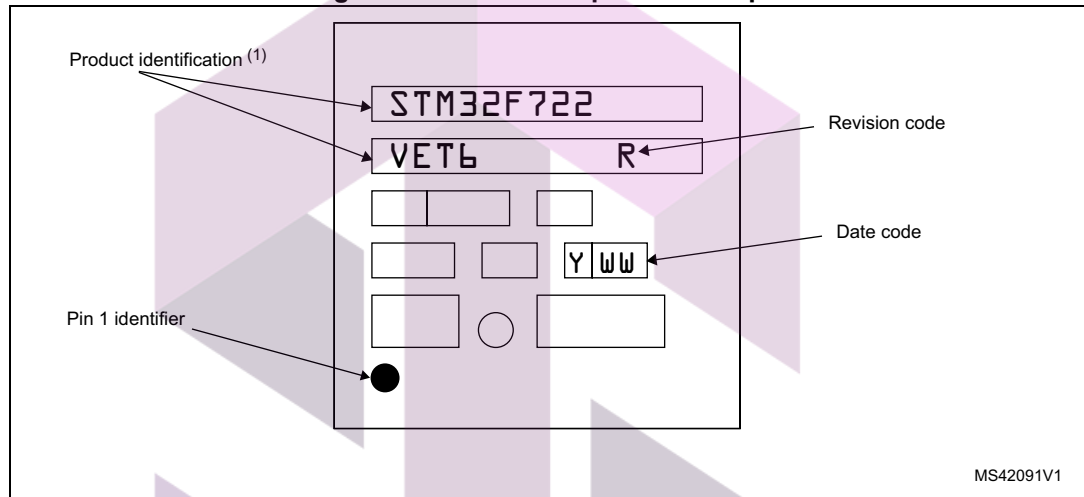 Product identification (1)
STM32F722
Revision code
VET6 R
Date code
Y WW
Pin 1 identifier
MS42091V1